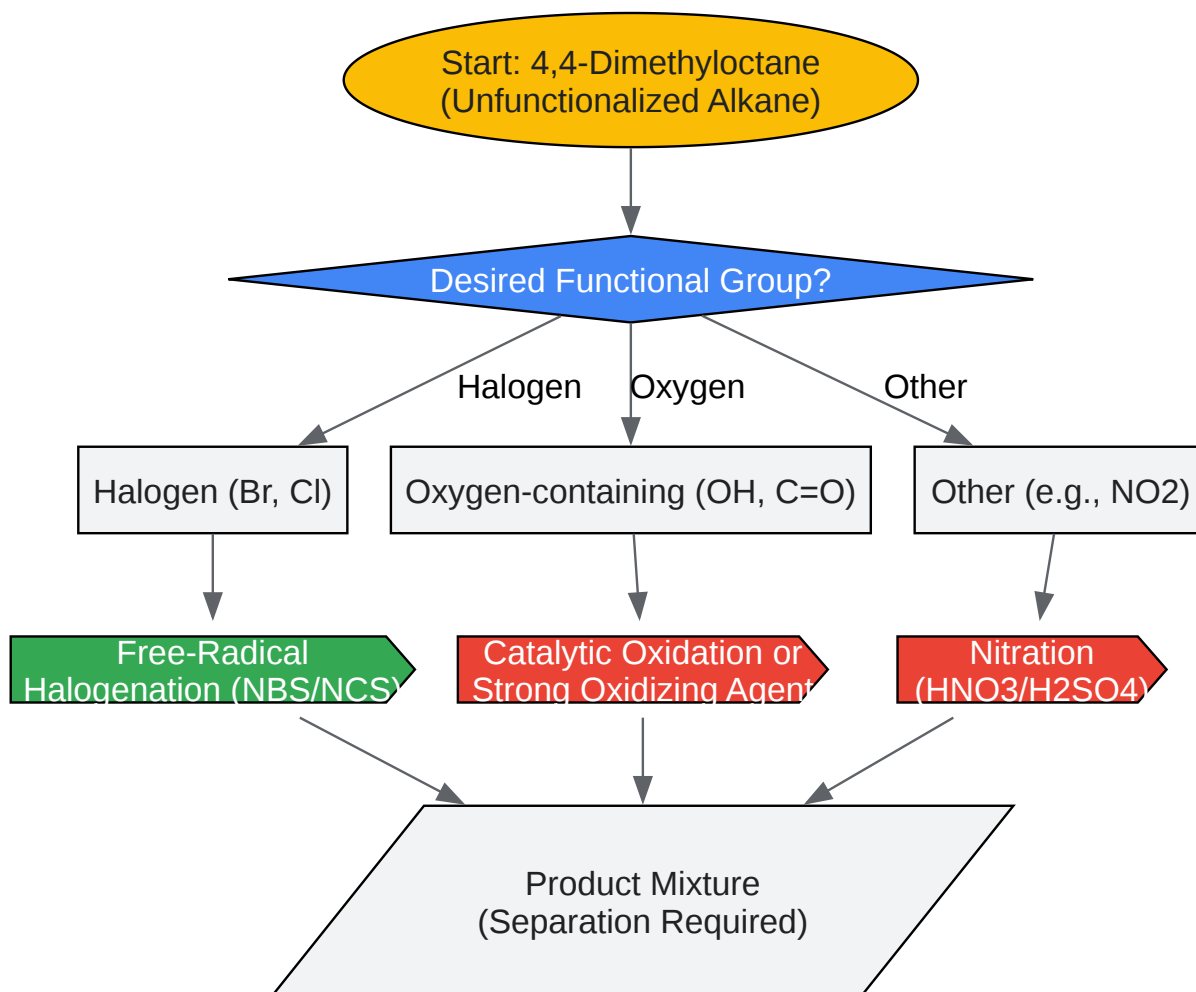 Start: 4,4-Dimethyloctane
(Unfunctionalized Alkane)
Desired Functional Group?
Halogen
Oxygen
Other
Halogen (Br, Cl)
Oxygen-containing (OH, C=O)
Other (e.g., NO2)
Free-Radical
Halogenation (NBS/NCS)
Catalytic Oxidation or
Strong Oxidizing Agent
Nitration
(HNO3/H2SO4)
Product Mixture
(Separation Required)